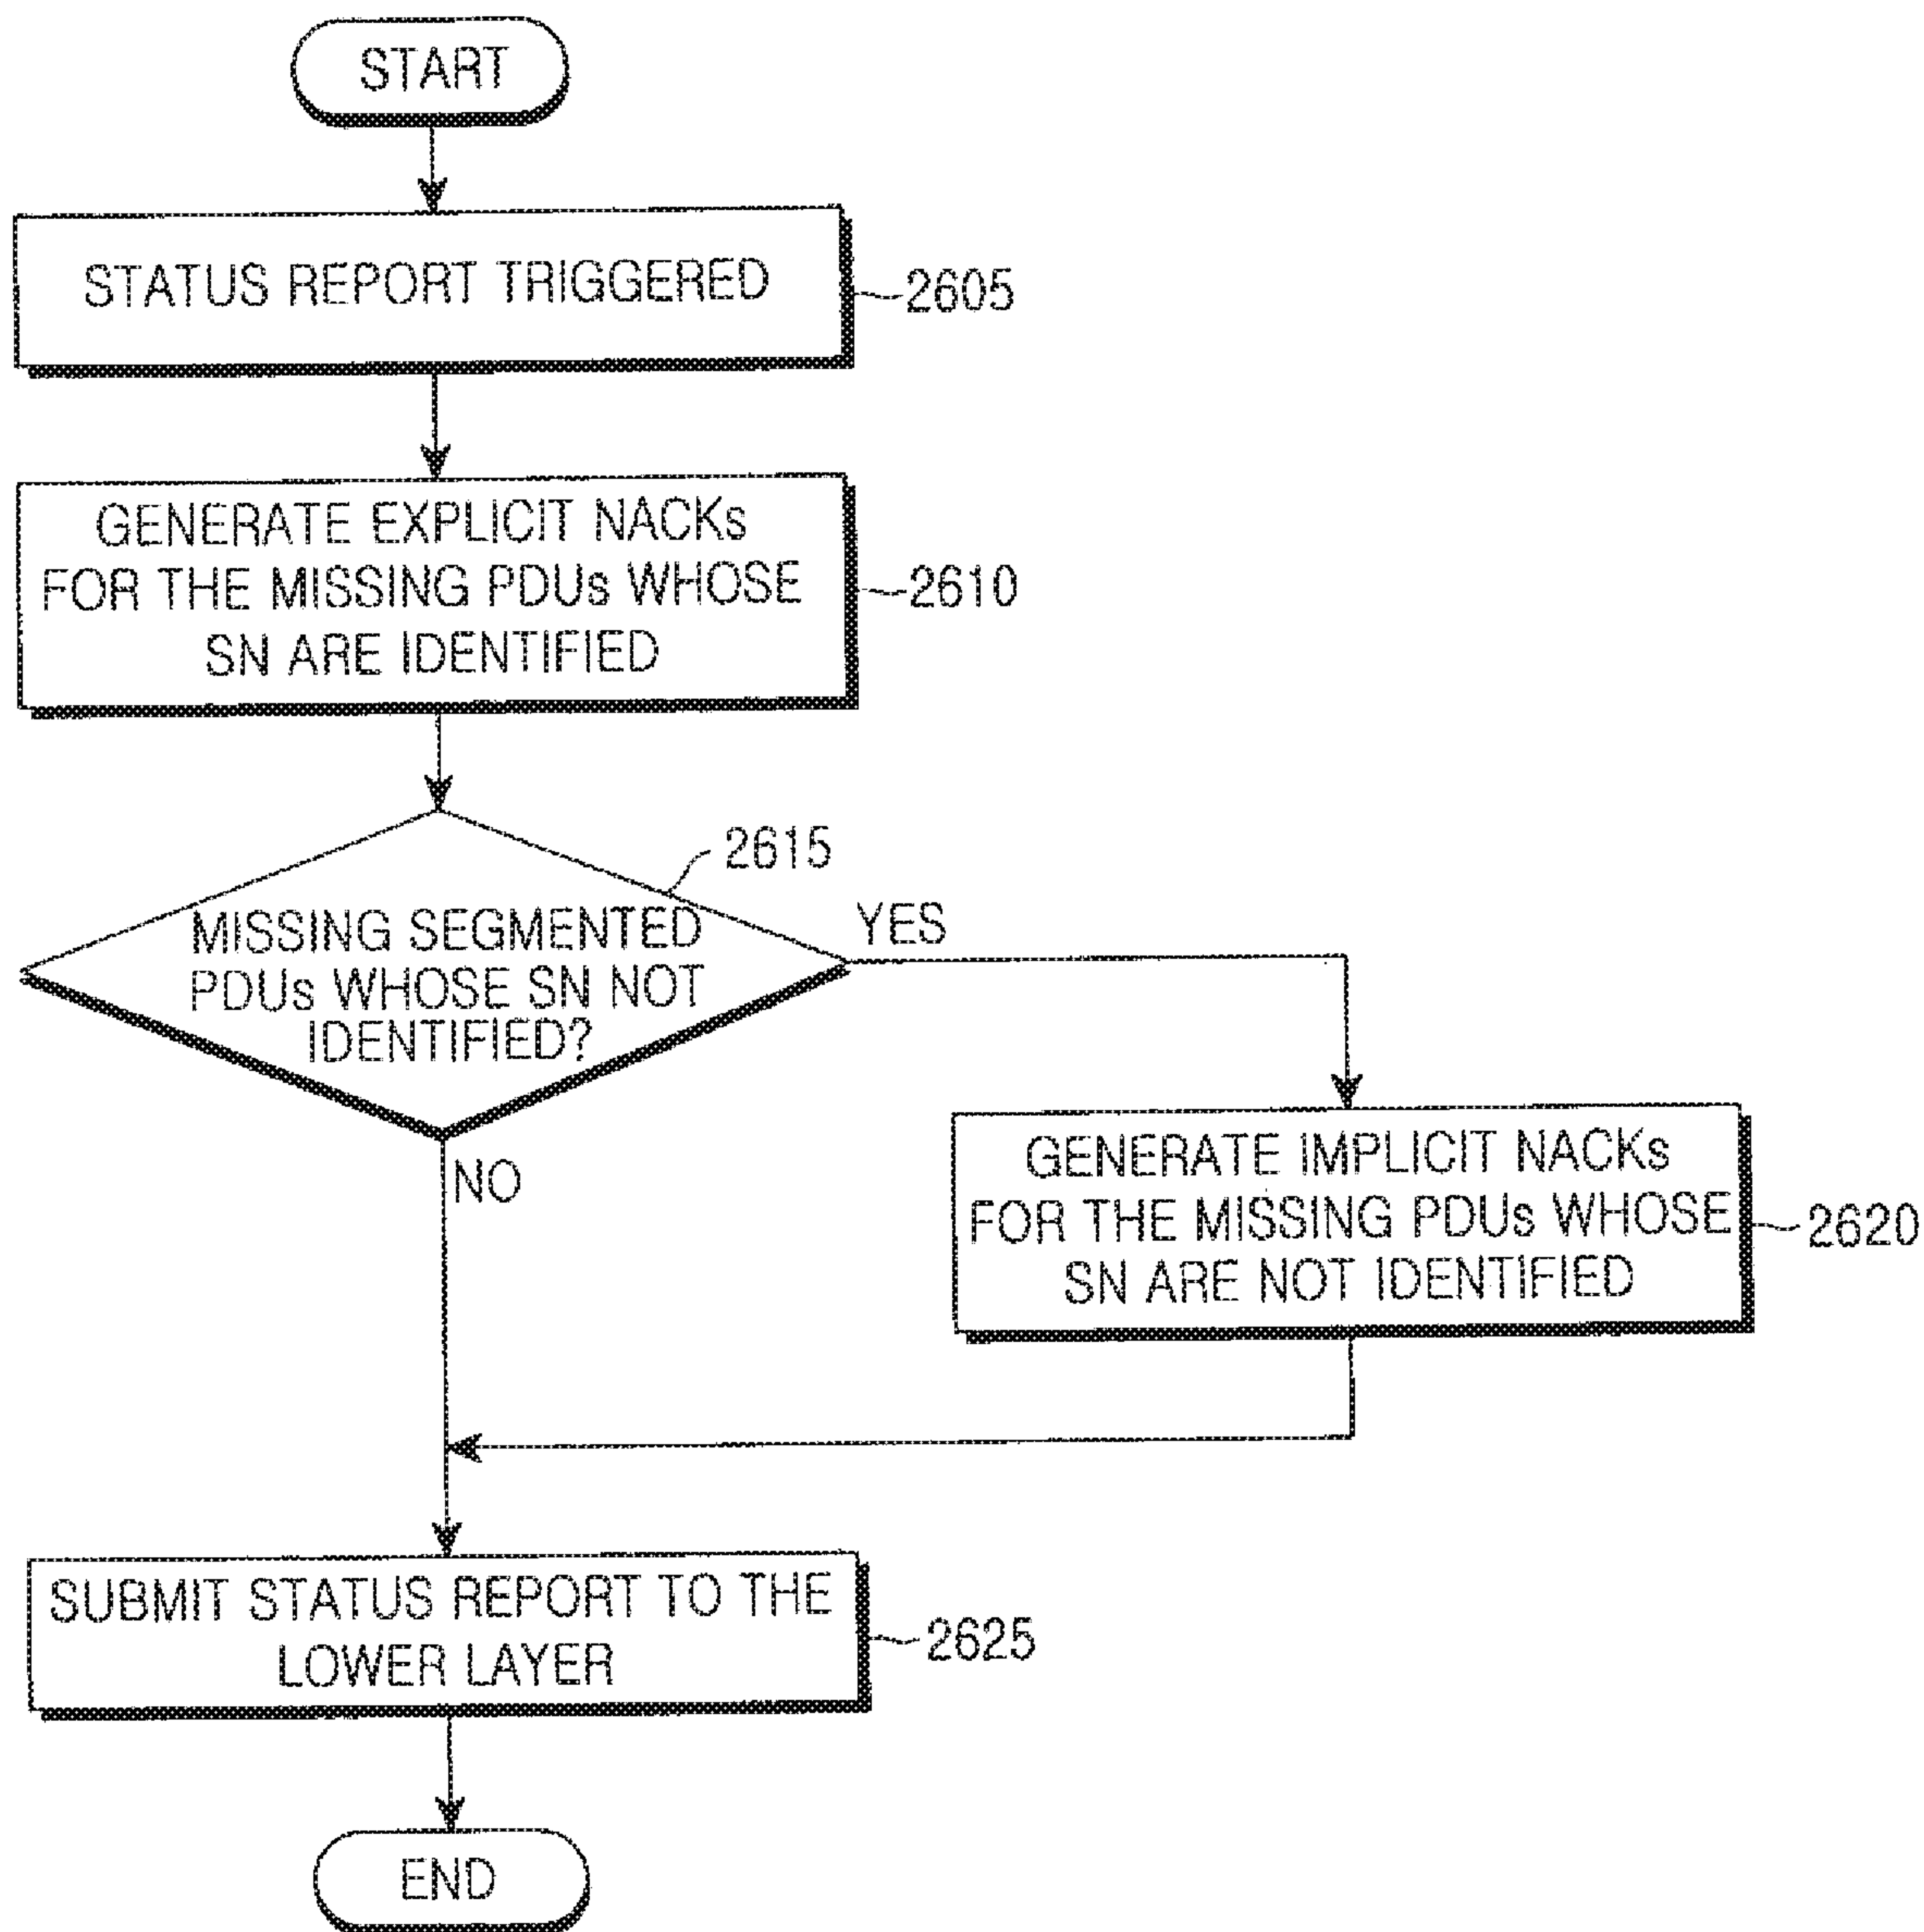 START
STATUS REPORT TRIGGERED
2605
GENERATE EXPLICIT NACKs
FOR THE MISSING PDUs WHOSE
SN ARE IDENTIFIED
2610
2615
MISSING SEGMENTED
PDUs WHOSE SN NOT
IDENTIFIED?
YES
NO
GENERATE IMPLICIT NACKs
FOR THE MISSING PDUs WHOSE
SN ARE NOT IDENTIFIED
2620
SUBMIT STATUS REPORT TO THE
LOWER LAYER
2625
END